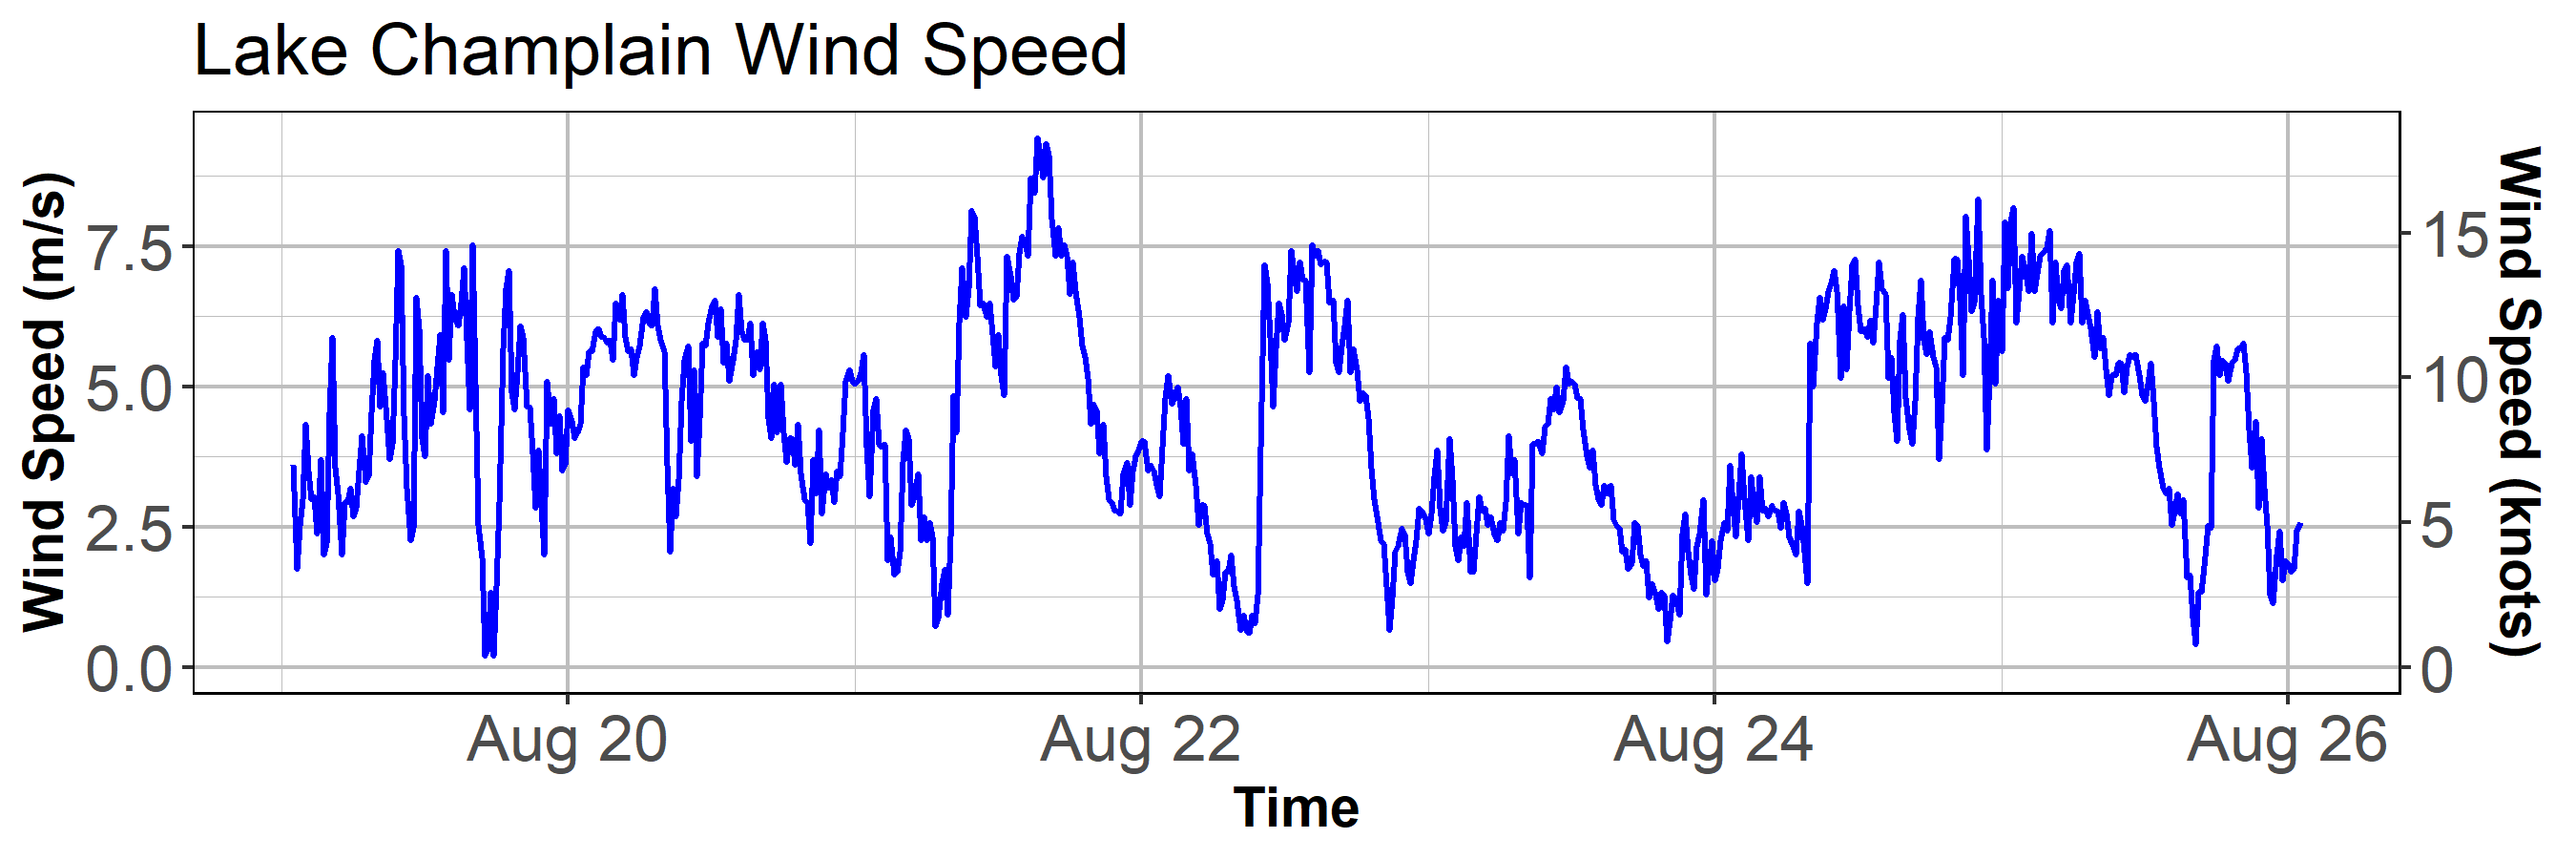 Lake Champlain Wind Speed
Wind Speed (m/s)
7.5
5.0
2.5
0.0
15
10
5
0
Wind Speed (knots)
Aug 20
Aug 22
Aug 24
Aug 26
Time